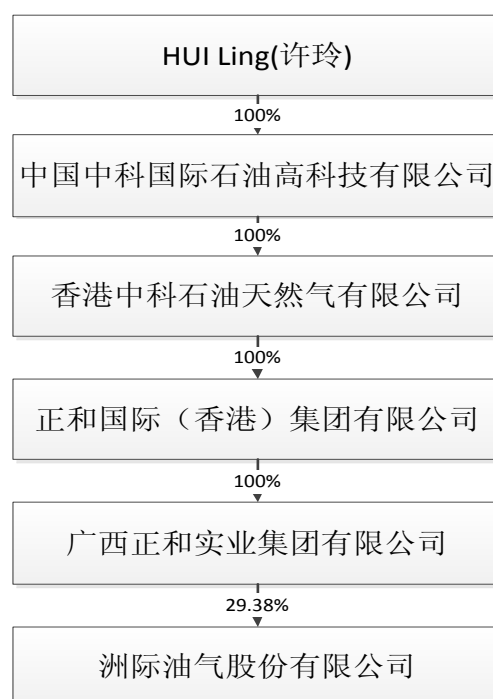 HUI Ling(许玲)
100%
中国中科国际石油高科技有限公司
100%
香港中科石油天然气有限公司
100%
正和国际（香港）集团有限公司
100%
广西正和实业集团有限公司
29.38%
洲际油气股份有限公司